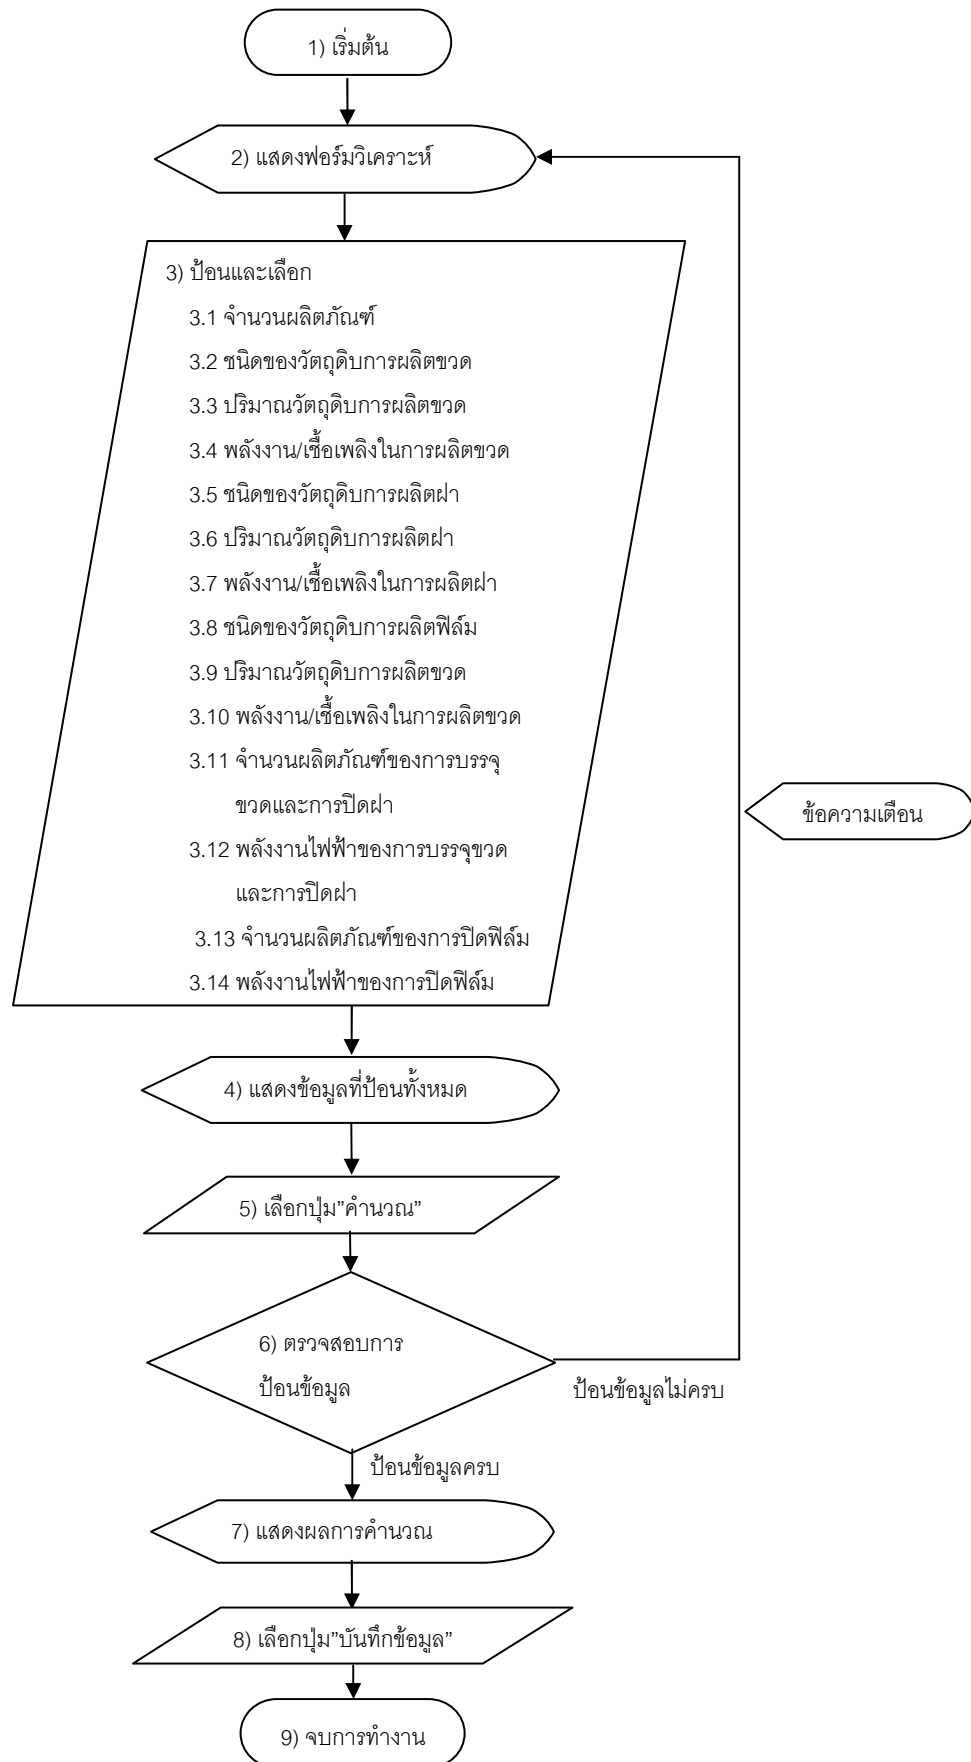 1) เริ่มต้น
2) แสดงฟอร์มวิเคราะห์
3) ป้อนและเลือก
3.1 จำนวนผลิตภัณฑ์
3.2 ชนิดของวัตถุดิบการผลิตขวด
3.3 ปริมาณวัตถุดิบการผลิตขวด
3.4 พลังงาน/เชื้อเพลิงในการผลิตขวด
3.5 ชนิดของวัตถุดิบการผลิตฝา
3.6 ปริมาณวัตถุดิบการผลิตฝา
3.7 พลังงาน/เชื้อเพลิงในการผลิตฝา
3.8 ชนิดของวัตถุดิบการผลิตฟิล์ม
3.9 ปริมาณวัตถุดิบการผลิตขวด
3.10 พลังงาน/เชื้อเพลิงในการผลิตขวด
3.11 จำนวนผลิตภัณฑ์ของการบรรจุ
ขวดและการปิดฝา
ข้อความเตือน
3.12 พลังงานไฟฟ้าของการบรรจุขวด
และการปิดฝา
3.13 จำนวนผลิตภัณฑ์ของการปิดฟิล์ม
3.14 พลังงานไฟฟ้าของการปิดฟิล์ม
4) แสดงข้อมูลที่ป้อนทั้งหมด
5) เลือกปุ่ม”คำนวณ”
6) ตรวจสอบการ
ป้อนข้อมูล
ป้อนข้อมูลไม่ครบ
ป้อนข้อมูลครบ
7) แสดงผลการคำนวณ
8) เลือกปุ่ม”บันทึกข้อมูล”
9) จบการทำงาน